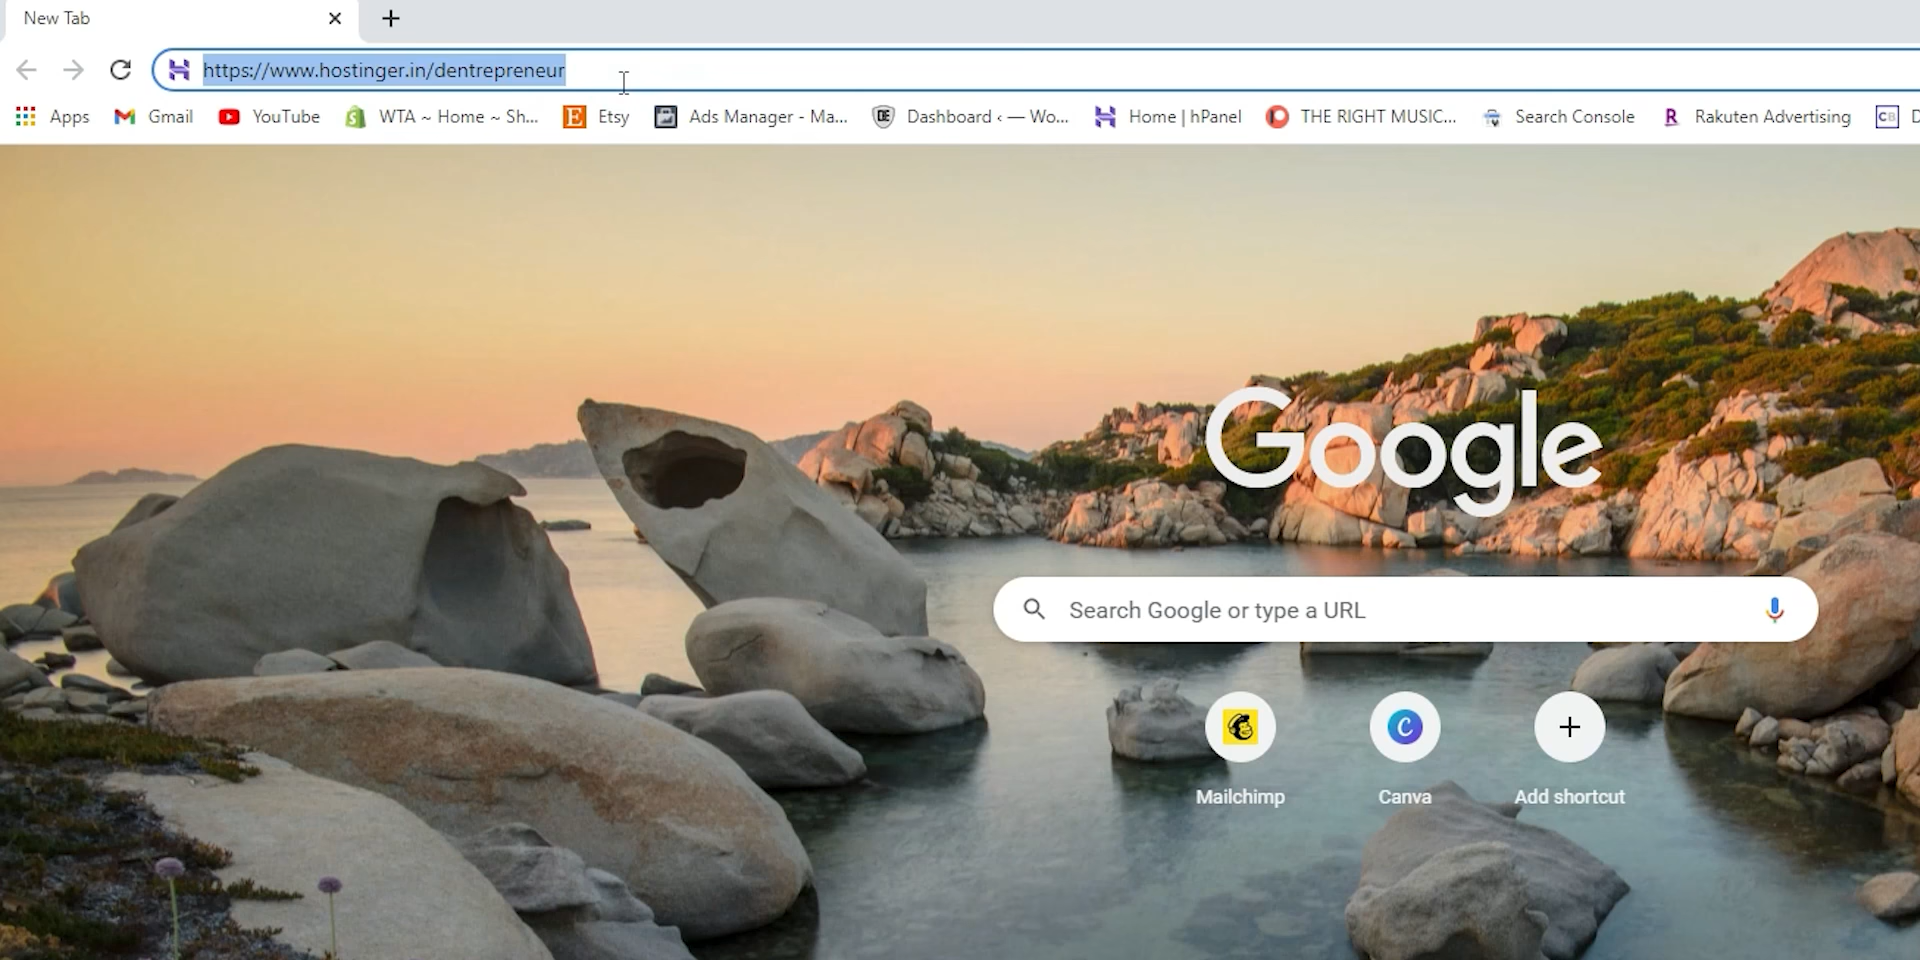 New Tab
https://www.hostinger.in/dentrepreneur
Apps Gmail YouTube WTA ~ Home ~ Sh... Etsy Ads Manager - Ma... Dashboard ‹ — Wo... Home | hPanel THE RIGHT MUSIC... Search Console Rakuten Advertising
Google
Search Google or type a URL
Mailchimp Canva Add shortcut